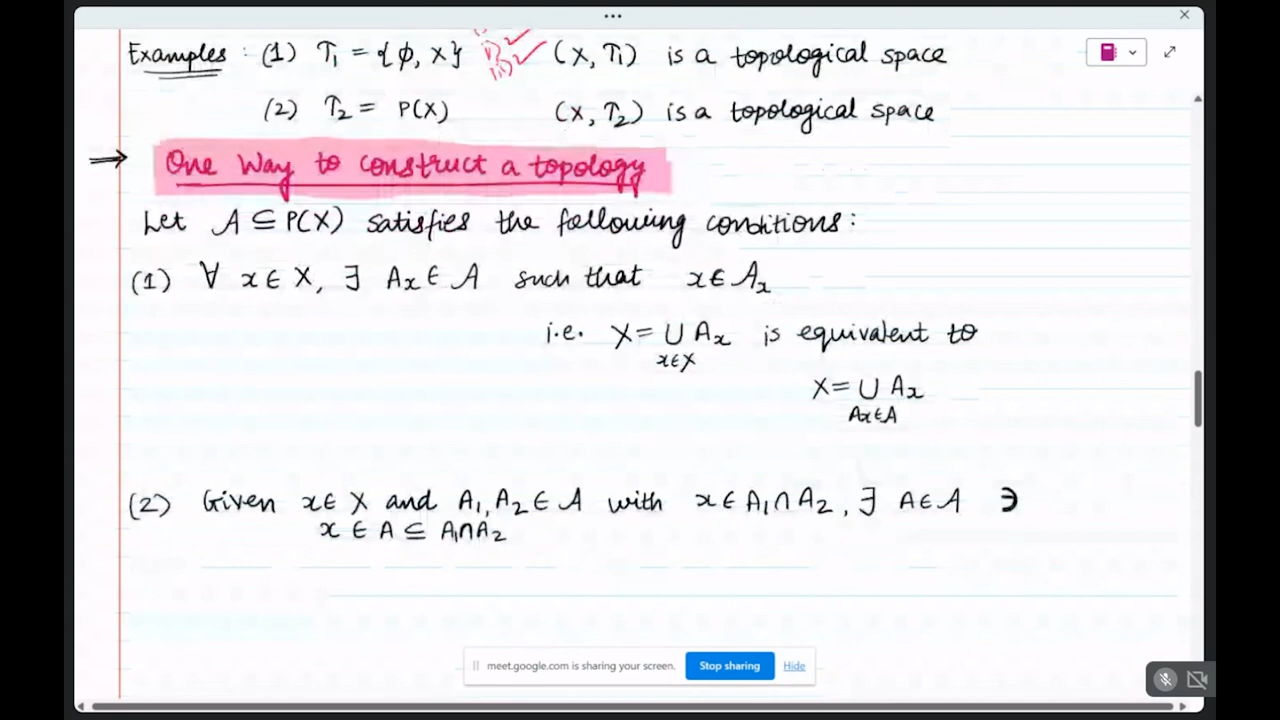 Examples : (1) T₁ = {ϕ, X} i) ii) iii) (X, T₁) is a topological space
(2) T₂ = P(X) (X, T₂) is a topological space
⇒ One Way to construct a topology
Let A ⊆ P(X) satisfies the following conditions :
(1) ∀ x ∈ X, ∃ Aₓ ∈ A such that x ∈ Aₓ
i.e. X = ∪ Aₓ is equivalent to
x∈X
X = ∪ Aₓ
Aₓ∈A
(2) Given x ∈ X and A₁, A₂ ∈ A with x ∈ A₁∩A₂, ∃ A ∈ A ∋
x ∈ A ⊆ A₁∩A₂
meet.google.com is sharing your screen. Stop sharing Hide